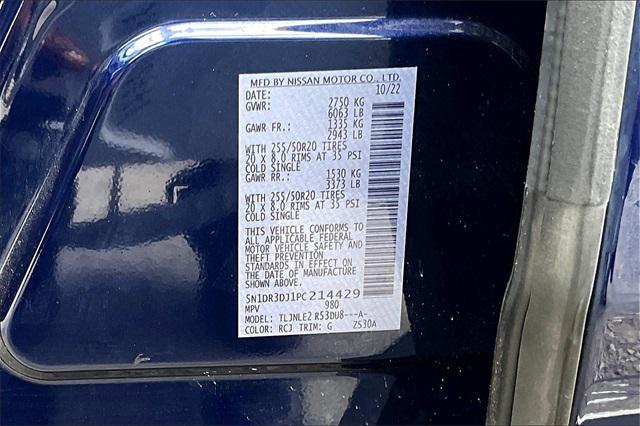 MFD BY NISSAN MOTOR CO., LTD.
DATE: 10/22
GVWR: 2750 KG
6063 LB
GAWR FR.: 1335 KG
2943 LB
WITH 255/50R20 TIRES
20 X 8.0 RIMS AT 35 PSI
COLD SINGLE
GAWR RR.: 1530 KG
3373 LB
WITH 255/50R20 TIRES
20 X 8.0 RIMS AT 35 PSI
COLD SINGLE
THIS VEHICLE CONFORMS TO
ALL APPLICABLE FEDERAL
MOTOR VEHICLE SAFETY AND
THEFT PREVENTION
STANDARDS IN EFFECT ON
THE DATE OF MANUFACTURE
SHOWN ABOVE.
5N1DR3DJ1PC214429
MPV 980
MODEL: TLJNLE2 R53DU8---A-
COLOR: RCJ TRIM: G ZS30A